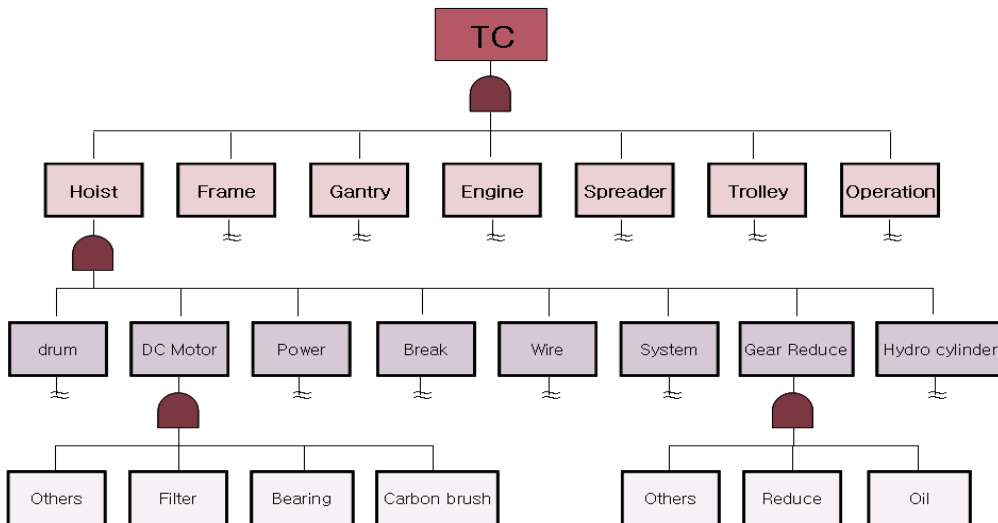 TC
Hoist
Frame
Gantry
Engine
Spreader
Trolley
Operation
drum
DC Motor
Power
Break
Wire
System
Gear Reduce
Hydro cylinder
Others
Filter
Bearing
Carbon brush
Others
Reduce
Oil